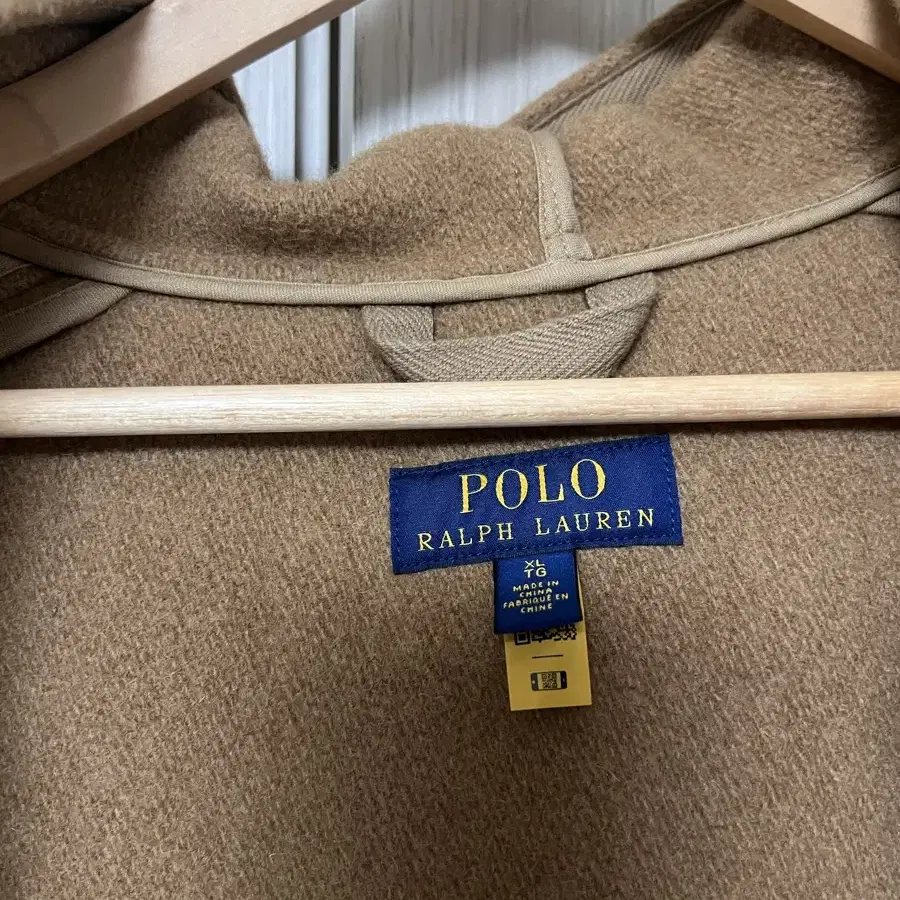 POLO
RALPH LAUREN
XL
TG
MADE IN
CHINA
FABRIQUÉ EN
CHINE